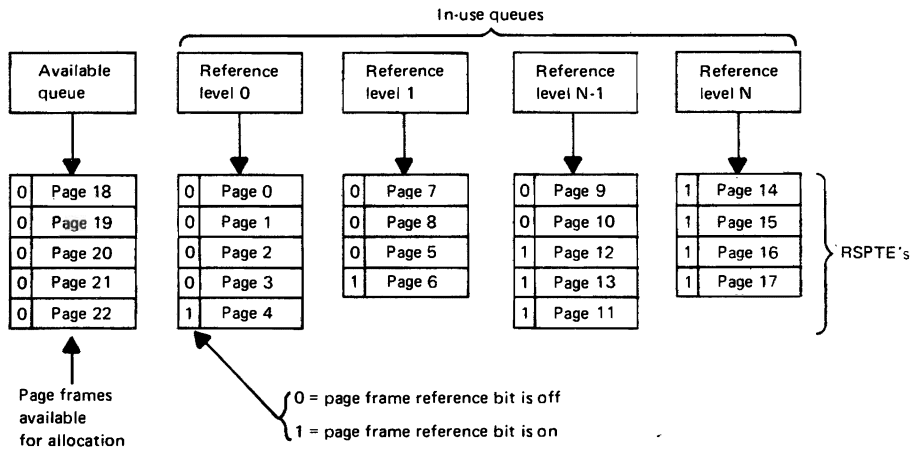 In-use queues
Available queue
Reference level 0
Reference level 1
Reference level N-1
Reference level N
0 Page 18
0 Page 19
0 Page 20
0 Page 21
0 Page 22
0 Page 0
0 Page 1
0 Page 2
0 Page 3
1 Page 4
0 Page 7
0 Page 8
0 Page 5
1 Page 6
0 Page 9
0 Page 10
1 Page 12
1 Page 13
1 Page 11
1 Page 14
1 Page 15
1 Page 16
1 Page 17
RSPTE's
Page frames
available
for allocation
0 = page frame reference bit is off
1 = page frame reference bit is on